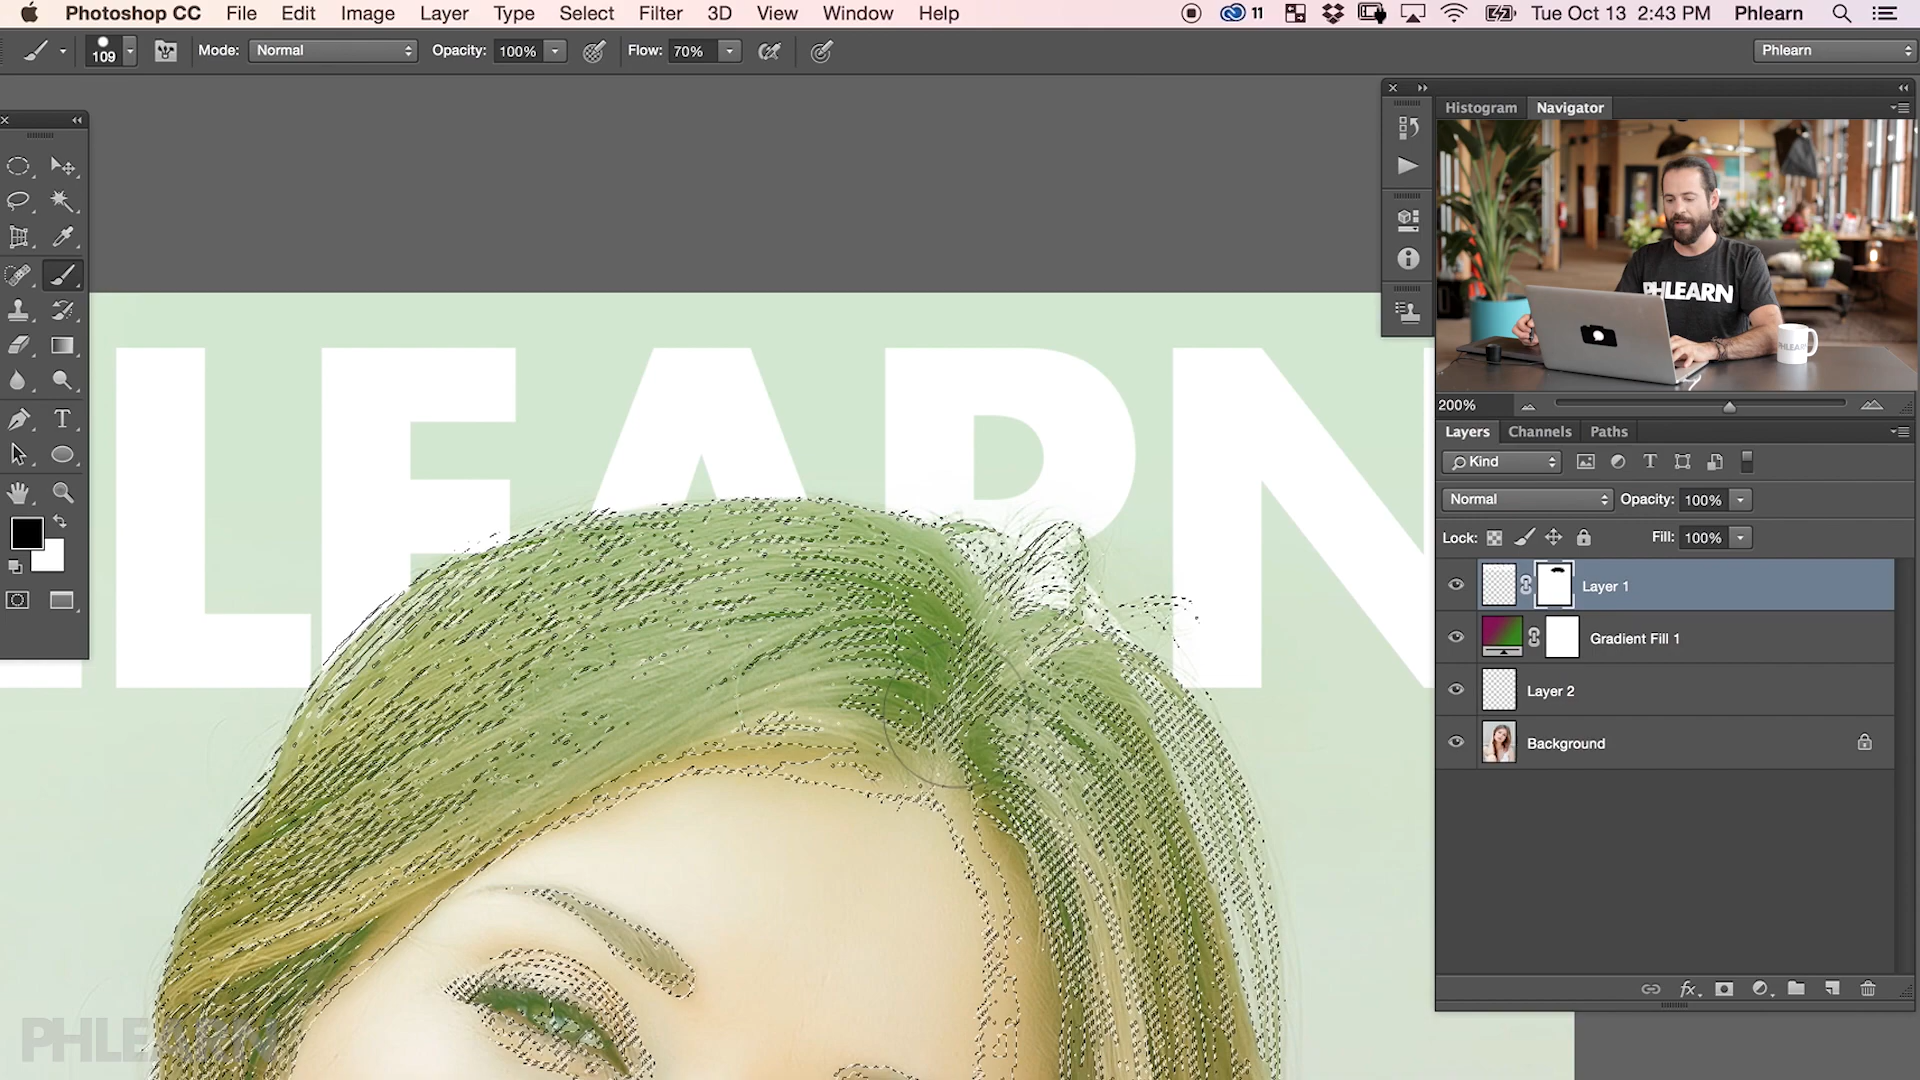 Photoshop CC File Edit Image Layer Type Select Filter 3D View Window Help 11 Tue Oct 13 2:43 PM Phlearn
109 Mode: Normal Opacity: 100% Flow: 70% Phlearn
Histogram Navigator
PHLEARN
PHLEARN
200%
Layers Channels Paths
Kind
Normal Opacity: 100%
Lock: Fill: 100%
Layer 1
Gradient Fill 1
Layer 2
Background
LEARN
PHLEARN